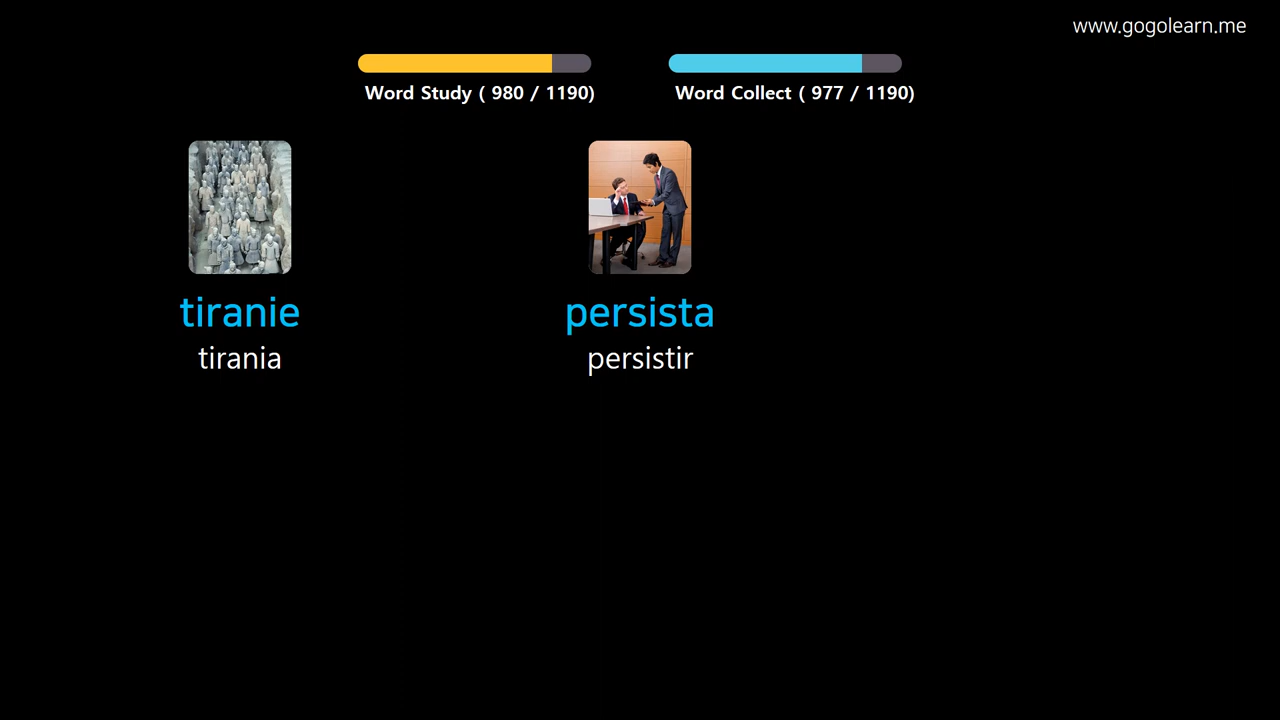 www.gogolearn.me
Word Study ( 980 / 1190)
Word Collect ( 977 / 1190)
tiranie
persista
tirania
persistir